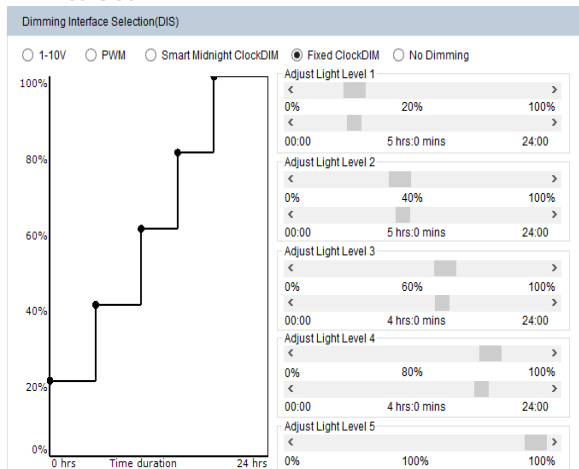 Dimming Interface Selection(DIS)
1-10V PWM Smart Midnight ClockDIM Fixed ClockDIM No Dimming
100%
80%
60%
40%
20%
0%
0 hrs Time duration 24 hrs
Adjust Light Level 1
0% 20% 100%
00:00 5 hrs:0 mins 24:00
Adjust Light Level 2
0% 40% 100%
00:00 5 hrs:0 mins 24:00
Adjust Light Level 3
0% 60% 100%
00:00 4 hrs:0 mins 24:00
Adjust Light Level 4
0% 80% 100%
00:00 4 hrs:0 mins 24:00
Adjust Light Level 5
0% 100% 100%